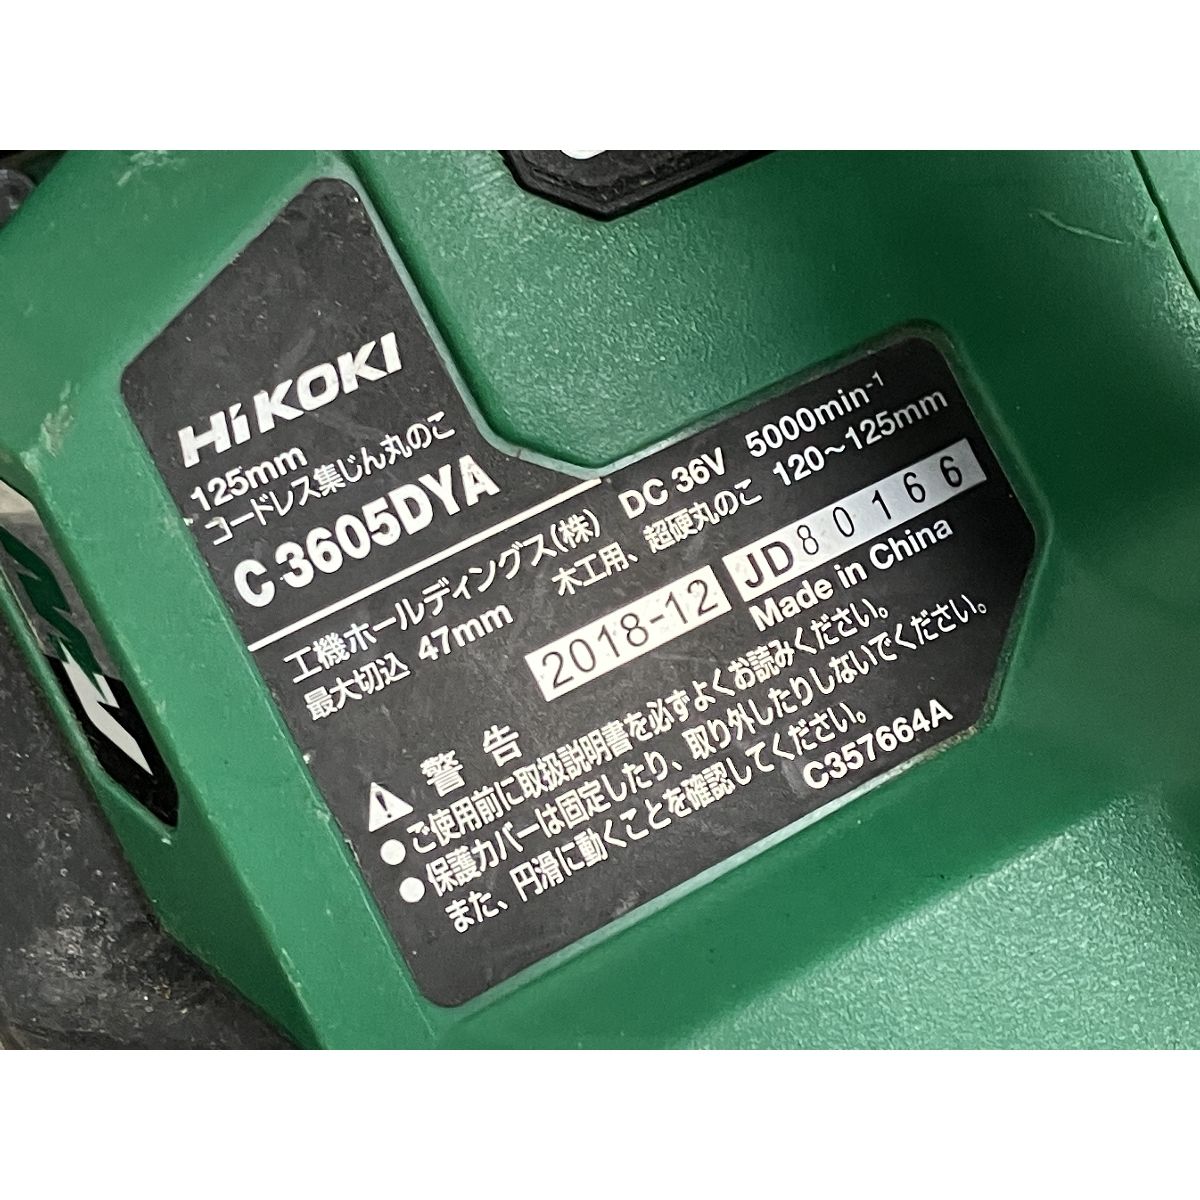 HiKOKI
125mm
コードレス集じん丸のこ
C 3605DYA
工機ホールディングス(株) DC 36V 5000min-1
最大切込 47mm 木工用、超硬丸のこ 120～125mm
2018-12 JD 80166
Made in China
警告
●ご使用前に取扱説明書を必ずよくお読みください。
●保護カバーは固定したり、取り外したりしないでください。
また、円滑に動くことを確認してください。
C357664A